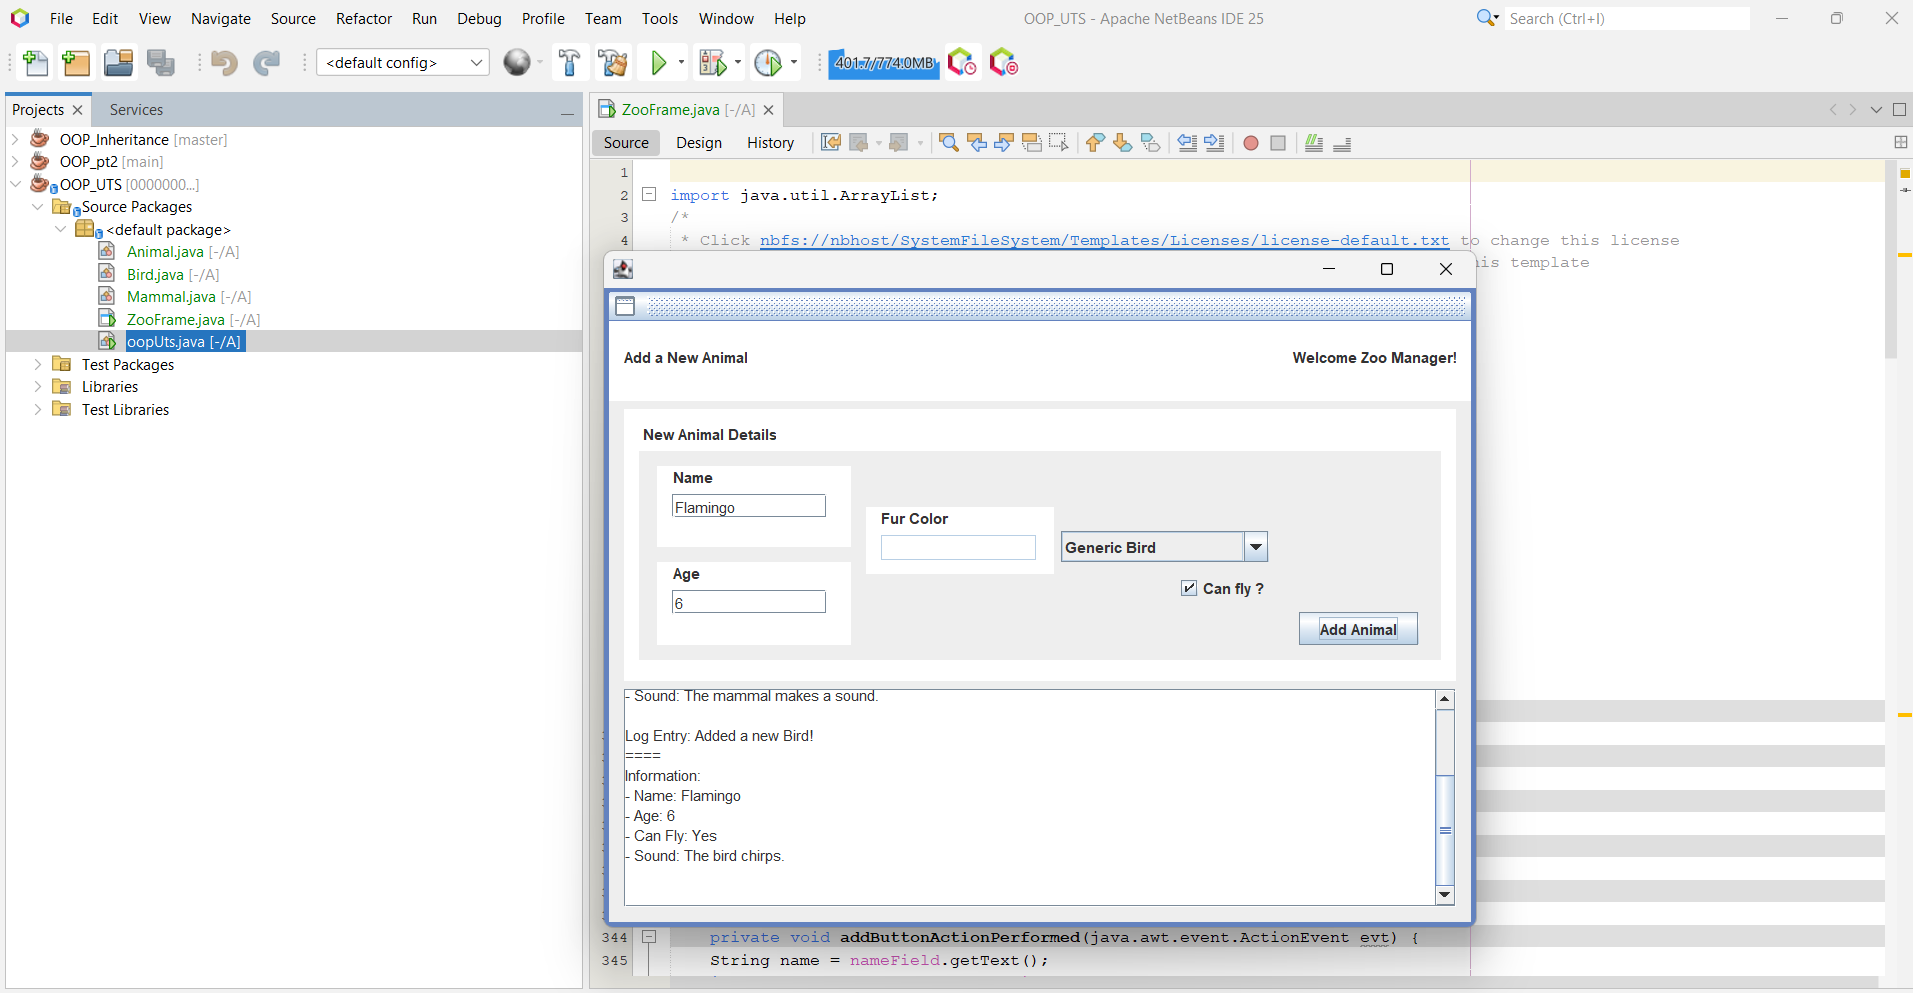 File Edit View Navigate Source Refactor Run Debug Profile Team Tools Window Help
OOP_UTS - Apache NetBeans IDE 25
Search (Ctrl+I)
<default config>
401.7/774.0MB
Projects
Services
OOP_Inheritance [master]
OOP_pt2 [main]
OOP_UTS [0000000...]
Source Packages
<default package>
Animal.java [-/A]
Bird.java [-/A]
Mammal.java [-/A]
ZooFrame.java [-/A]
oopUts.java [-/A]
Test Packages
Libraries
Test Libraries
ZooFrame.java [-/A]
Source Design History
1
2 import java.util.ArrayList;
3 /*
4 * Click nbfs://nbhost/SystemFileSystem/Templates/Licenses/license-default.txt to change this license
is template
Add a New Animal
Welcome Zoo Manager!
New Animal Details
Name
Flamingo
Age
6
Fur Color
Generic Bird
Can fly ?
Add Animal
- Sound: The mammal makes a sound.
Log Entry: Added a new Bird!
====
Information:
- Name: Flamingo
- Age: 6
- Can Fly: Yes
- Sound: The bird chirps.
344 private void addButtonActionPerformed(java.awt.event.ActionEvent evt) {
345 String name = nameField.getText();